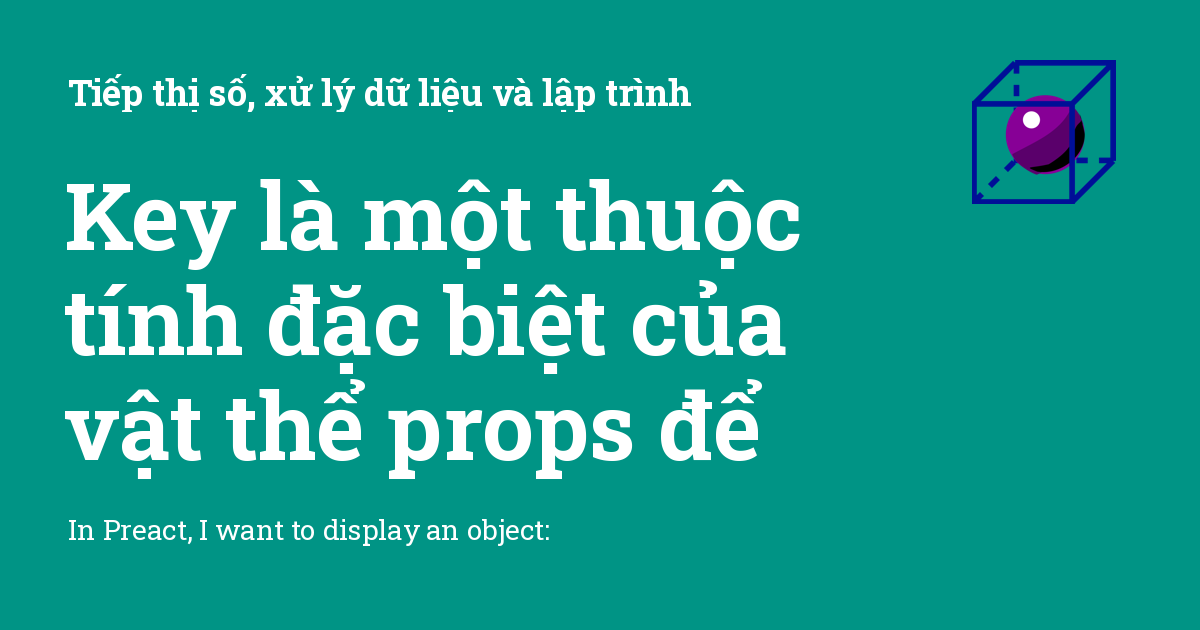 Tiếp thị số, xử lý dữ liệu và lập trình
Key là một thuộc
tính đặc biệt của
vật thể props để
In Preact, I want to display an object: